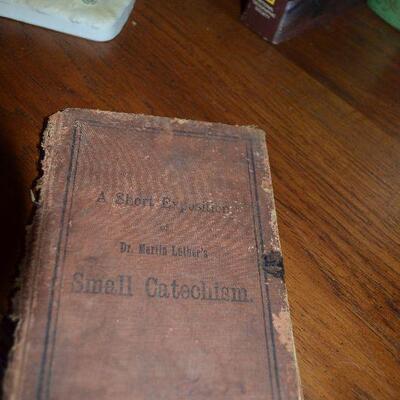 A Short Exposition
of
Dr. Martin Luther's
Small Catechism.